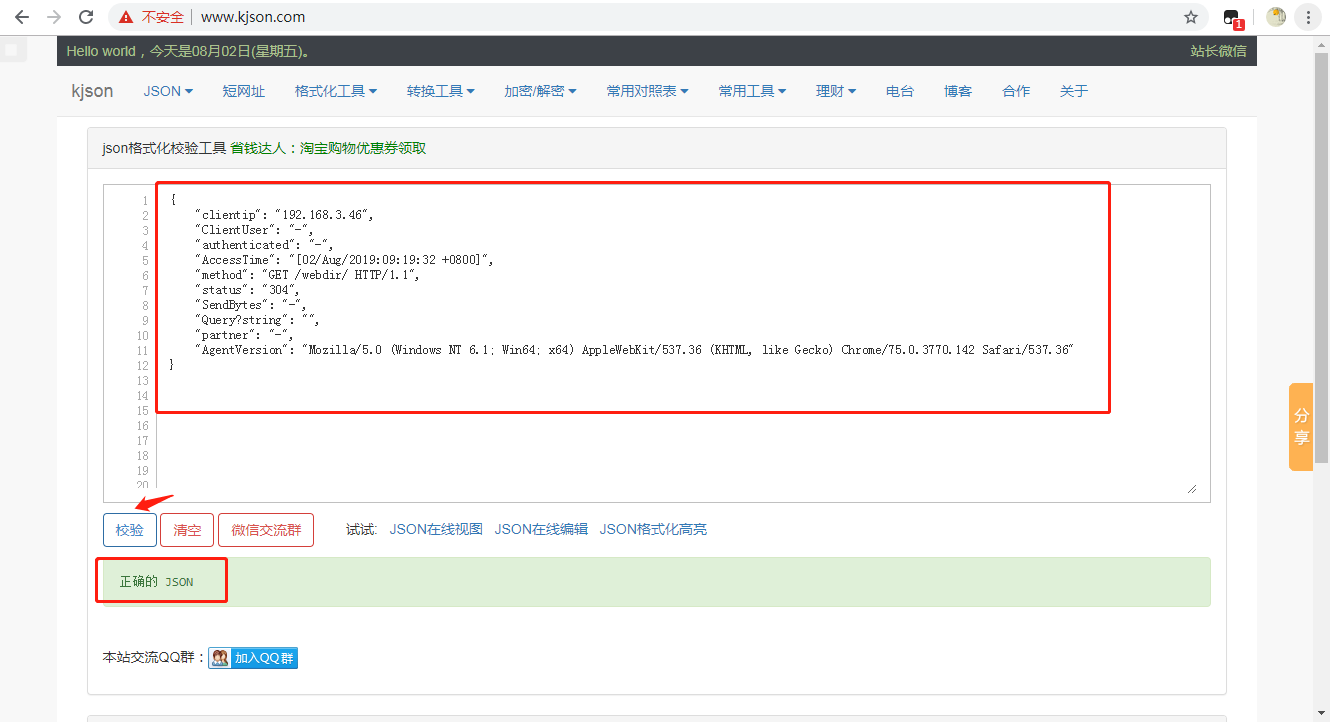 不安全 www.kjson.com 1
Hello world，今天是08月02日(星期五)。 站长微信
kjson JSON 短网址 格式化工具 转换工具 加密/解密 常用对照表 常用工具 理财 电台 博客 合作 关于
json格式化校验工具 省钱达人：淘宝购物优惠券领取
1 {
2 "clientip": "192.168.3.46",
3 "ClientUser": "-",
4 "authenticated": "-",
5 "AccessTime": "[02/Aug/2019:09:19:32 +0800]",
6 "method": "GET /webdir/ HTTP/1.1",
7 "status": "304",
8 "SendBytes": "-",
9 "Query?string": "",
10 "partner": "-",
11 "AgentVersion": "Mozilla/5.0 (Windows NT 6.1; Win64; x64) AppleWebKit/537.36 (KHTML, like Gecko) Chrome/75.0.3770.142 Safari/537.36"
12 }
13
14
15
16
17
18
19
20
分享
校验 清空 微信交流群 试试: JSON在线视图 JSON在线编辑 JSON格式化高亮
正确的 JSON
本站交流QQ群： 加入QQ群